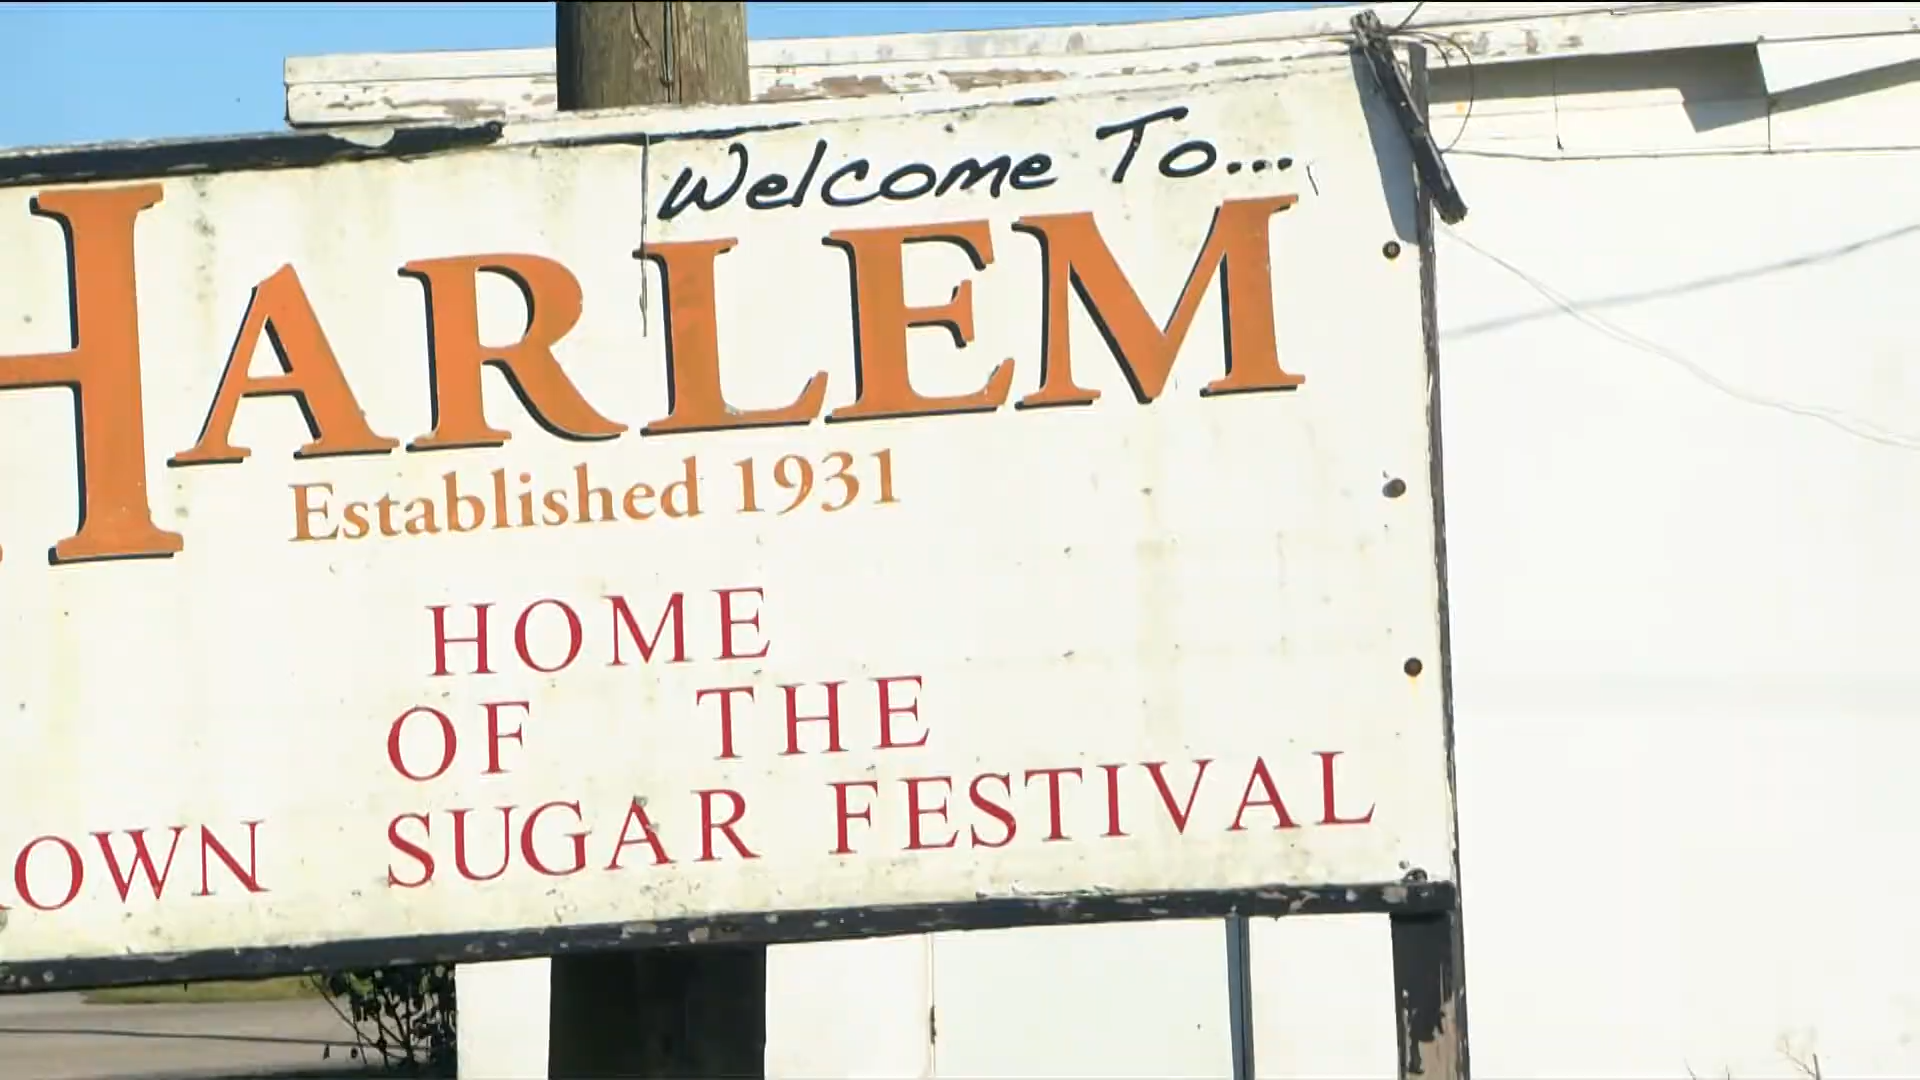 Welcome To...
HARLEM
Established 1931
HOME
OF THE
OWN SUGAR FESTIVAL